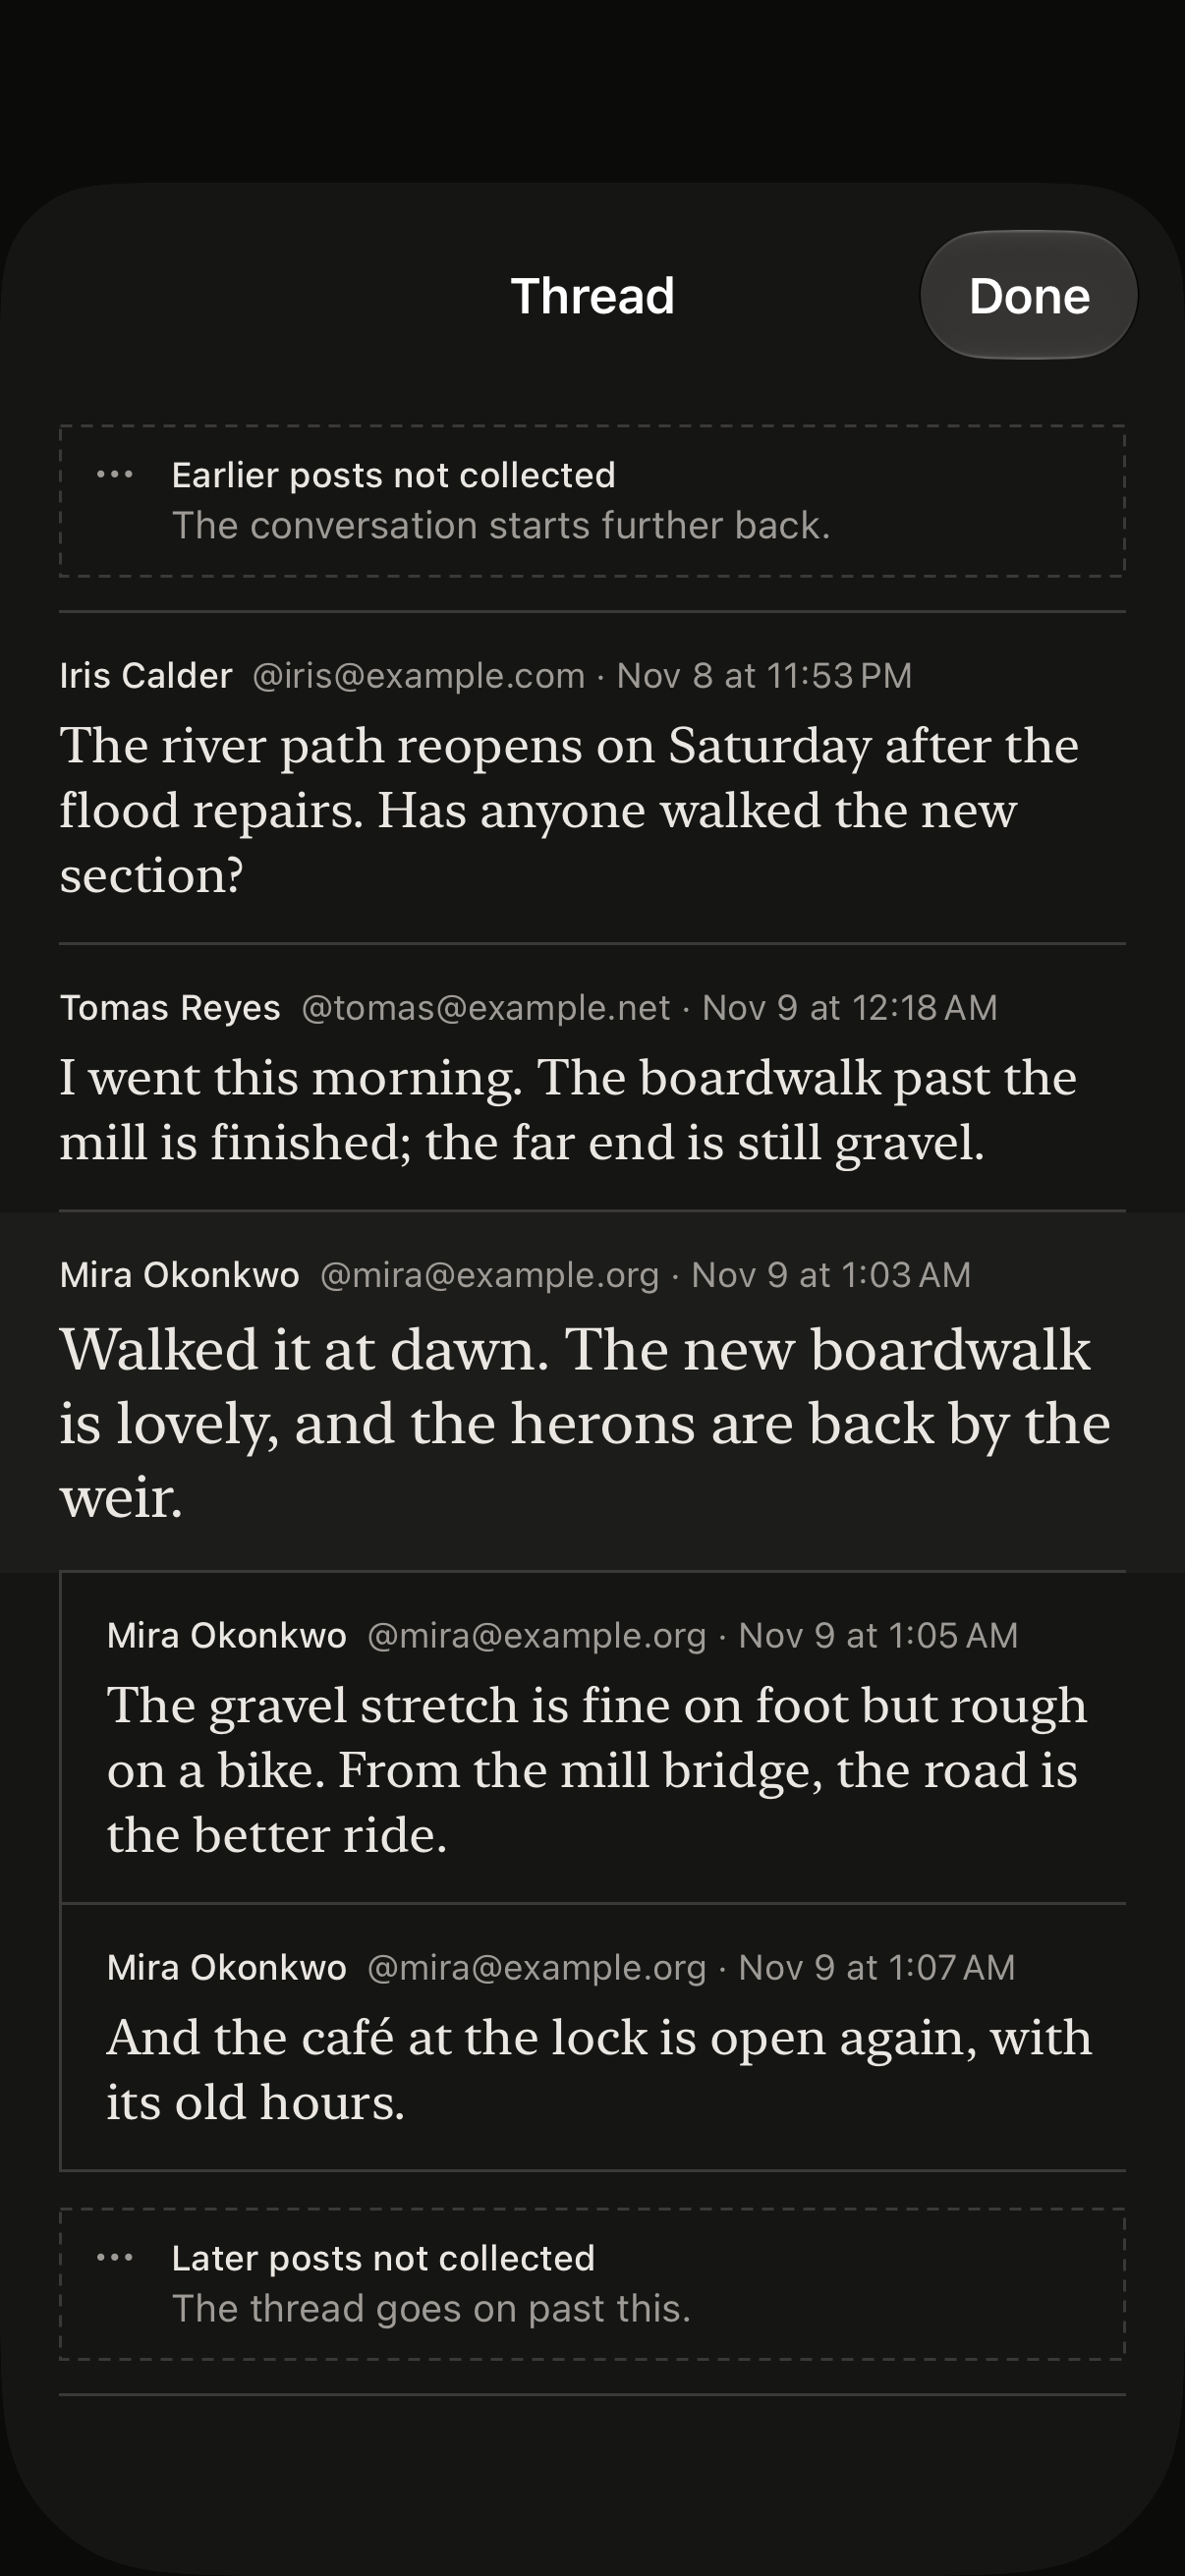 Thread
Done
Earlier posts not collected
The conversation starts further back.
Iris Calder @iris@example.com · Nov 8 at 11:53 PM
The river path reopens on Saturday after the
flood repairs. Has anyone walked the new
section?
Tomas Reyes @tomas@example.net · Nov 9 at 12:18 AM
I went this morning. The boardwalk past the
mill is finished; the far end is still gravel.
Mira Okonkwo @mira@example.org · Nov 9 at 1:03 AM
Walked it at dawn. The new boardwalk
is lovely, and the herons are back by the
weir.
Mira Okonkwo @mira@example.org · Nov 9 at 1:05 AM
The gravel stretch is fine on foot but rough
on a bike. From the mill bridge, the road is
the better ride.
Mira Okonkwo @mira@example.org · Nov 9 at 1:07 AM
And the café at the lock is open again, with
its old hours.
Later posts not collected
The thread goes on past this.